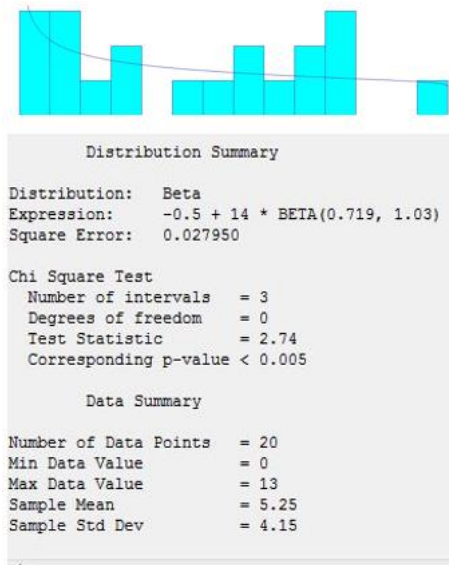 Distribution Summary
Distribution: Beta
Expression: -0.5 + 14 * BETA(0.719, 1.03)
Square Error: 0.027950
Chi Square Test
Number of intervals = 3
Degrees of freedom = 0
Test Statistic = 2.74
Corresponding p-value < 0.005
Data Summary
Number of Data Points = 20
Min Data Value = 0
Max Data Value = 13
Sample Mean = 5.25
Sample Std Dev = 4.15